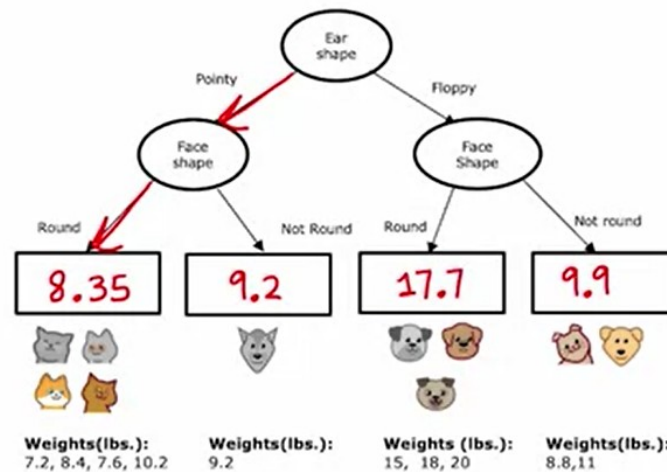 Ear
shape
Pointy
Floppy
Face
shape
Face
Shape
Round
Not Round
Round
Not round
8.35
9.2
17.7
9.9
Weights(lbs.):
7.2, 8.4, 7.6, 10.2
Weights(lbs.):
9.2
Weights (lbs.):
15, 18, 20
Weights(lbs.):
8.8,11